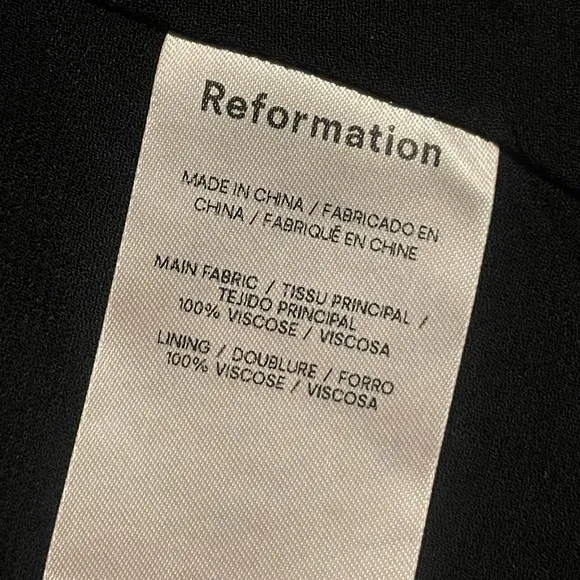 Reformation
MADE IN CHINA / FABRICADO EN
CHINA / FABRIQUÉ EN CHINE
MAIN FABRIC / TISSU PRINCIPAL /
TEJIDO PRINCIPAL
100% VISCOSE / VISCOSA
LINING / DOUBLURE / FORRO
100% VISCOSE / VISCOSA